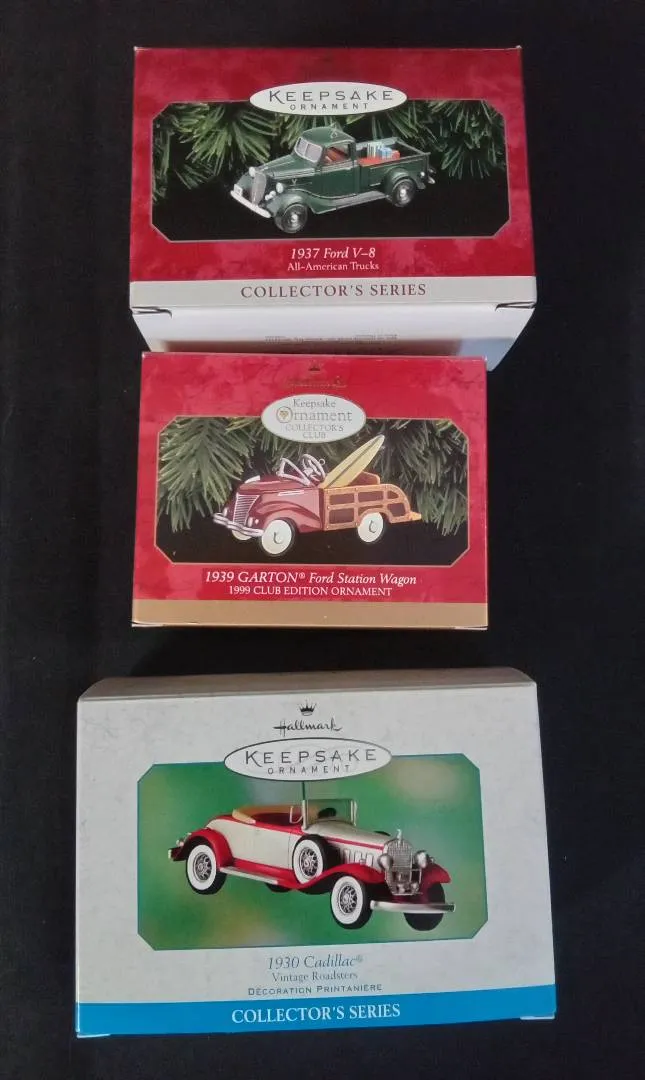 KEEPSAKE
ORNAMENT
1937 Ford V-8
All-American Trucks
COLLECTOR'S SERIES
HALLMARK
Keepsake
Ornament
COLLECTOR'S
CLUB
1939 GARTON® Ford Station Wagon
1999 CLUB EDITION ORNAMENT
Hallmark
KEEPSAKE
ORNAMENT
1930 Cadillac®
Vintage Roadsters
DÉCORATION PRINTANIÈRE
COLLECTOR'S SERIES